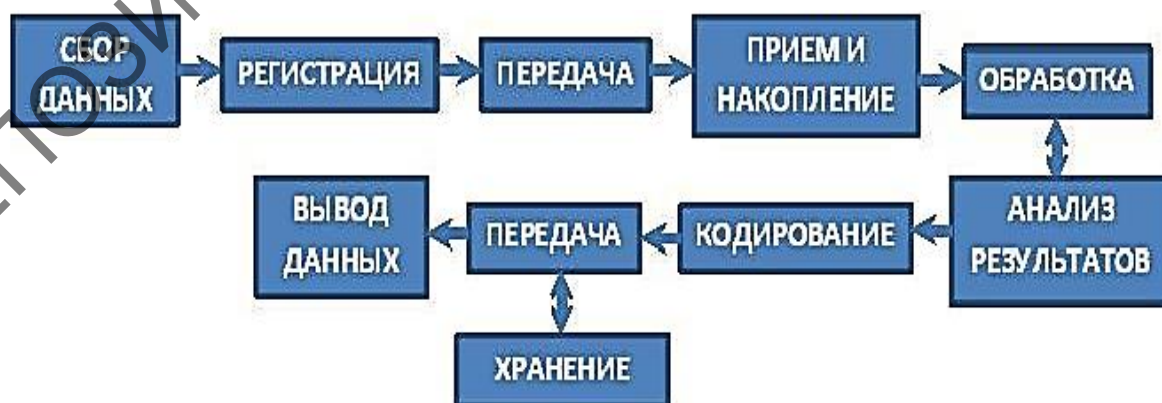 СБОР
ДАННЫХ
РЕГИСТРАЦИЯ
ПЕРЕДАЧА
ПРИЕМ И
НАКОПЛЕНИЕ
ОБРАБОТКА
АНАЛИЗ
РЕЗУЛЬТАТОВ
КОДИРОВАНИЕ
ПЕРЕДАЧА
ВЫВОД
ДАННЫХ
ХРАНЕНИЕ